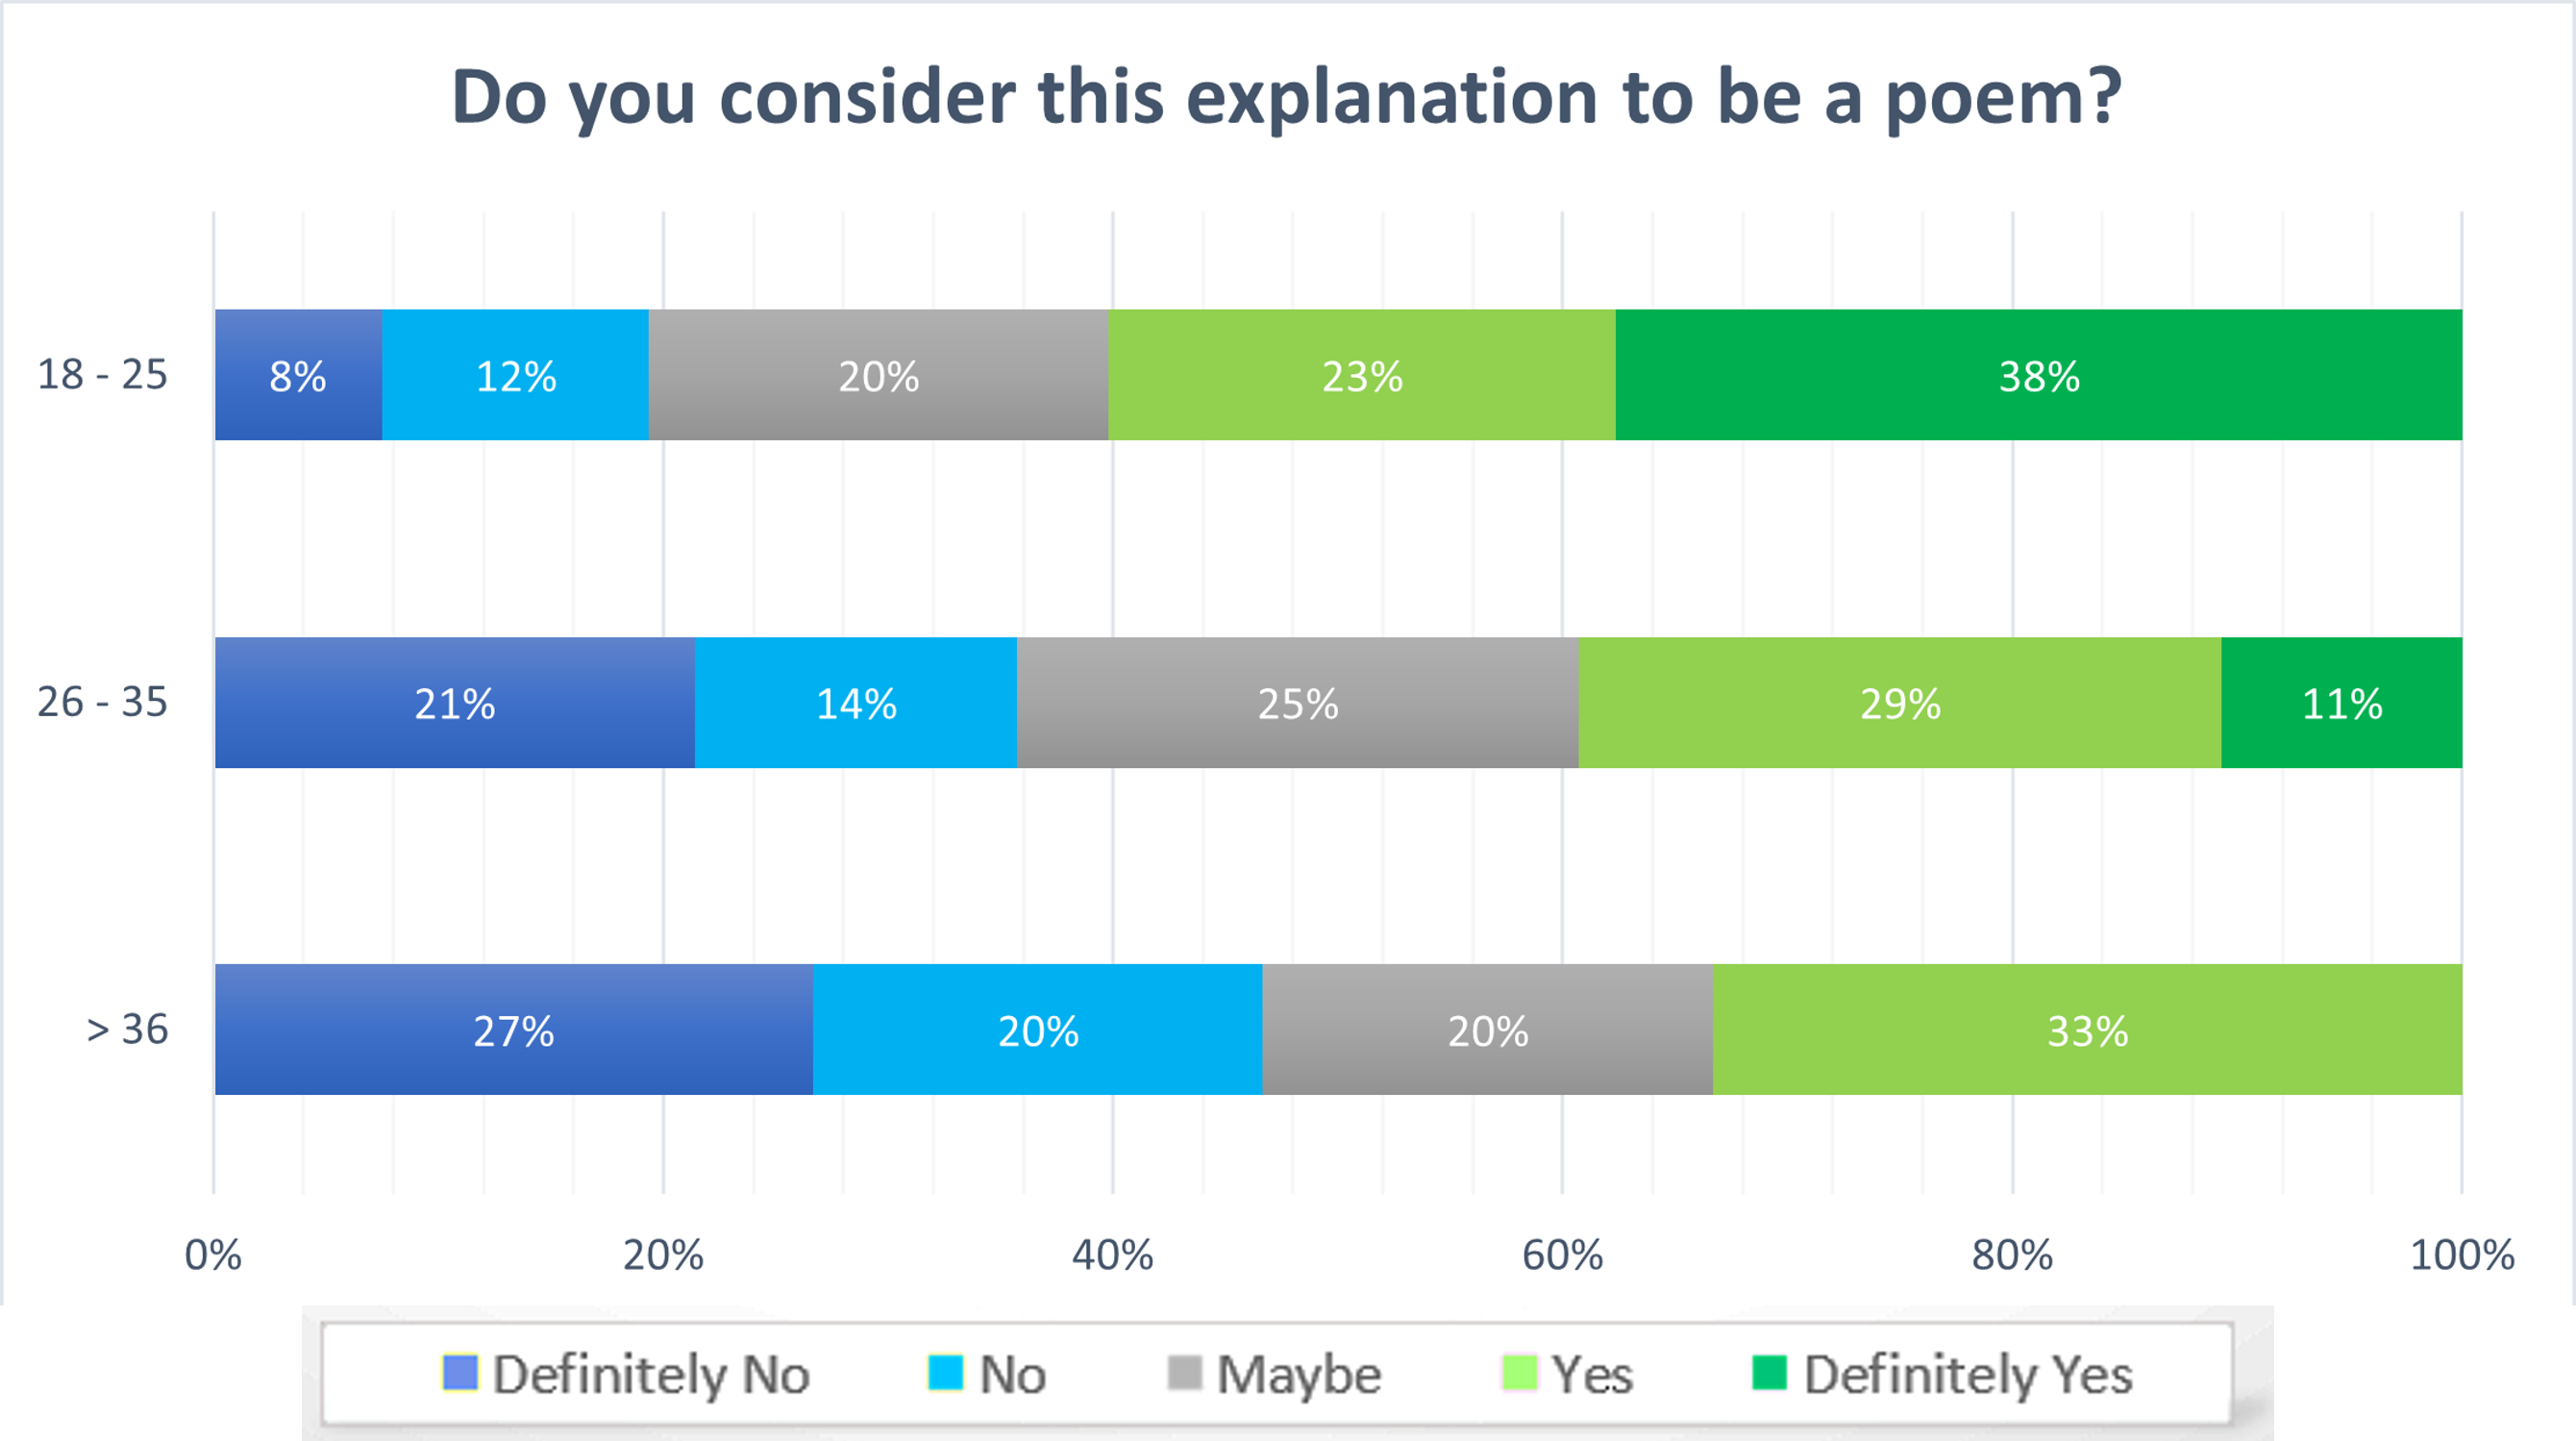 Do you consider this explanation to be a poem?
18 - 25 8% 12% 20% 23% 38%
26 - 35 21% 14% 25% 29% 11%
> 36 27% 20% 20% 33%
0% 20% 40% 60% 80% 100%
Definitely No No Maybe Yes Definitely Yes